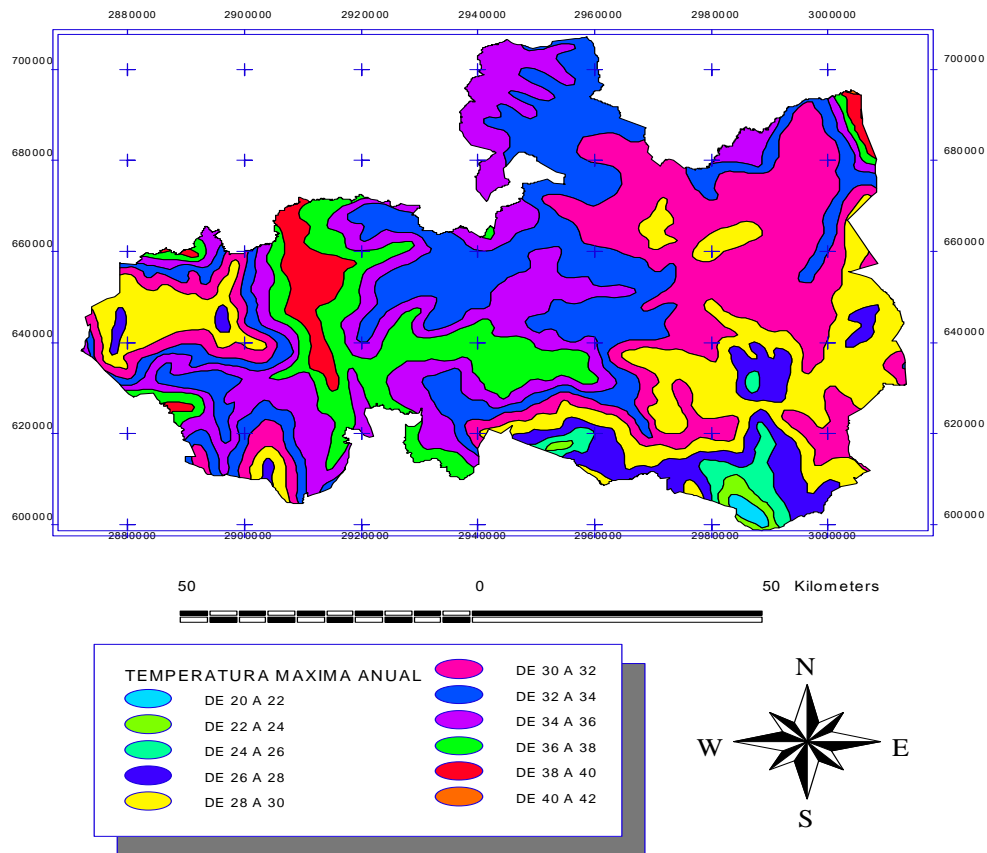 2880000 2900000 2920000 2940000 2960000 2980000 3000000
700000 700000
680000 680000
660000 660000
640000 640000
620000 620000
600000 600000
2880000 2900000 2920000 2940000 2960000 2980000 3000000
50 0 50 Kilometers
TEMPERATURA MAXIMA ANUAL
DE 20 A 22
DE 22 A 24
DE 24 A 26
DE 26 A 28
DE 28 A 30
DE 30 A 32
DE 32 A 34
DE 34 A 36
DE 36 A 38
DE 38 A 40
DE 40 A 42
N
W E
S